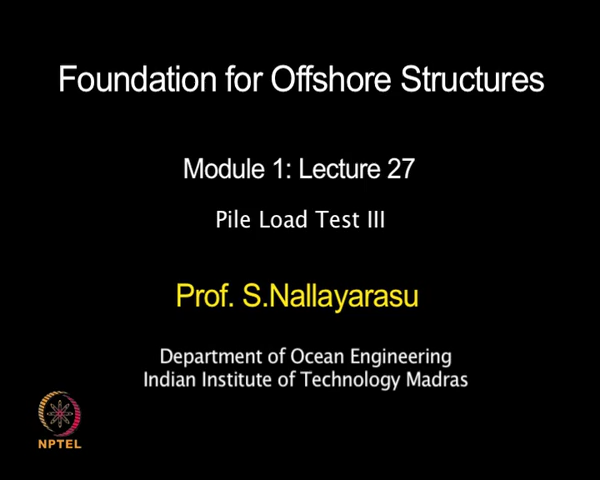 Foundation for Offshore Structures
Module 1: Lecture 27
Pile Load Test III
Prof. S.Nallayarasu
Department of Ocean Engineering
Indian Institute of Technology Madras
NPTEL